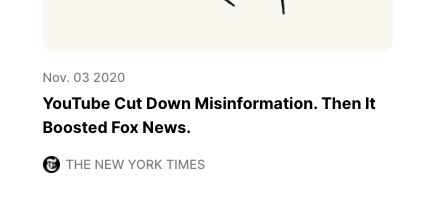 Nov. 03 2020
YouTube Cut Down Misinformation. Then It
Boosted Fox News.
THE NEW YORK TIMES